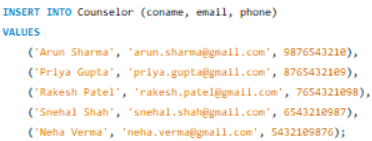 INSERT INTO Counselor (coname, email, phone)
VALUES
('Arun Sharma', 'arun.sharma@gmail.com', 9876543210),
('Priya Gupta', 'priya.gupta@gmail.com', 8765432109),
('Rakesh Patel', 'rakesh.patel@gmail.com', 7654321098),
('Snehal Shah', 'snehal.shah@gmail.com', 6543210987),
('Neha Verma', 'neha.verma@gmail.com', 5432109876);